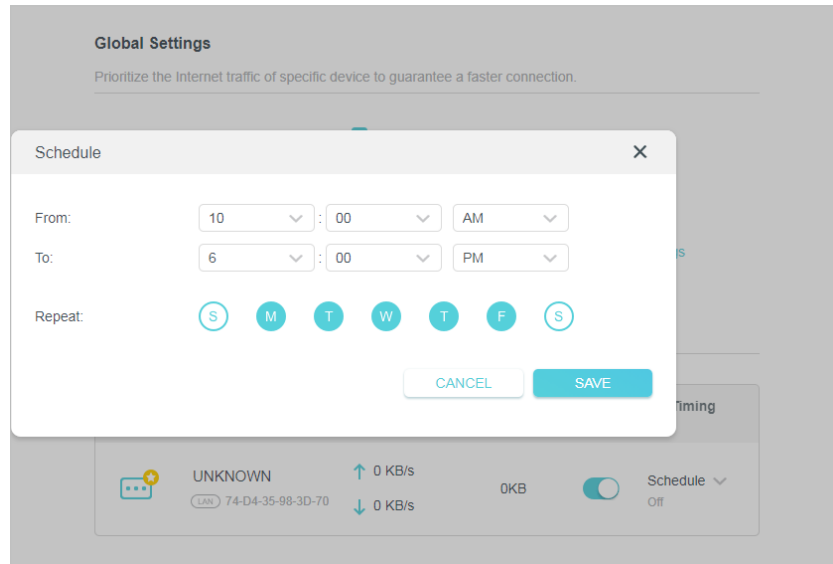 Global Settings
Prioritize the Internet traffic of specific device to guarantee a faster connection.
Schedule
From: 10 : 00 AM
To: 6 : 00 PM
gs
Repeat: S M T W T F S
CANCEL SAVE
Timing
UNKNOWN
LAN 74-D4-35-98-3D-70
0 KB/s
0 KB/s
0KB
Schedule
Off